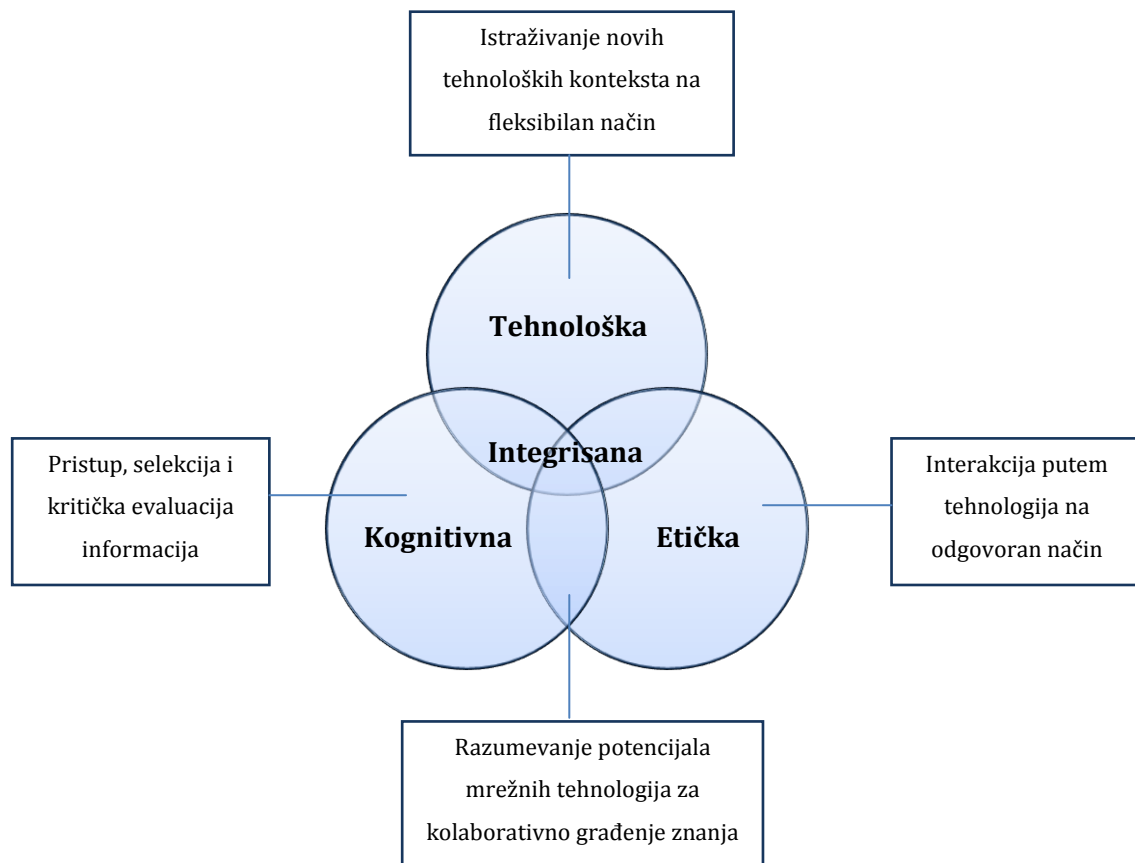 Istraživanje novih
tehnoloških konteksta na
fleksibilan način
Tehnološka
Integrisana
Pristup, selekcija i
kritička evaluacija
informacija
Kognitivna
Etička
Interakcija putem
tehnologija na
odgovoran način
Razumevanje potencijala
mrežnih tehnologija za
kolaborativno građenje znanja